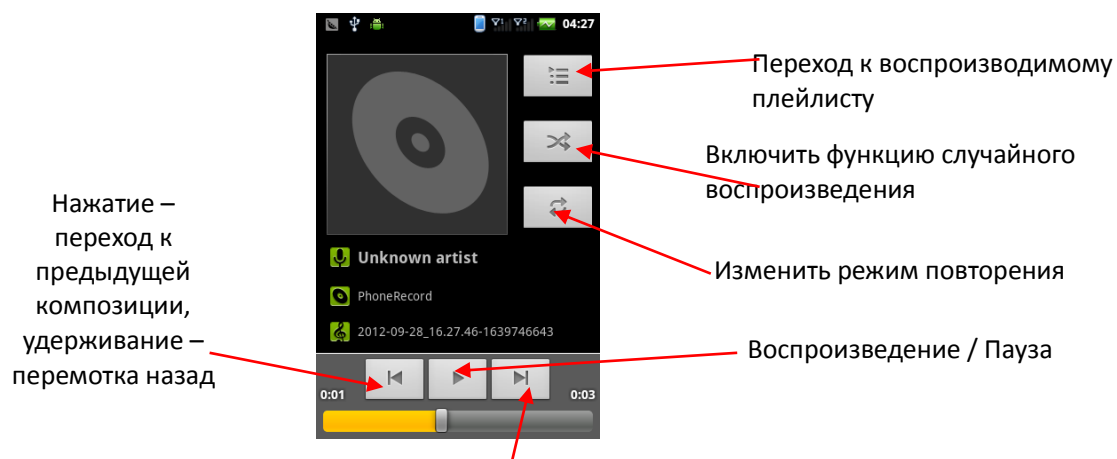 04:27
Переход к воспроизводимому
плейлисту
Включить функцию случайного
воспроизведения
Нажатие –
переход к
предыдущей
композиции,
удерживание –
перемотка назад
Unknown artist
PhoneRecord
2012-09-28_16.27.46-1639746643
Изменить режим повторения
Воспроизведение / Пауза
0:01
0:03